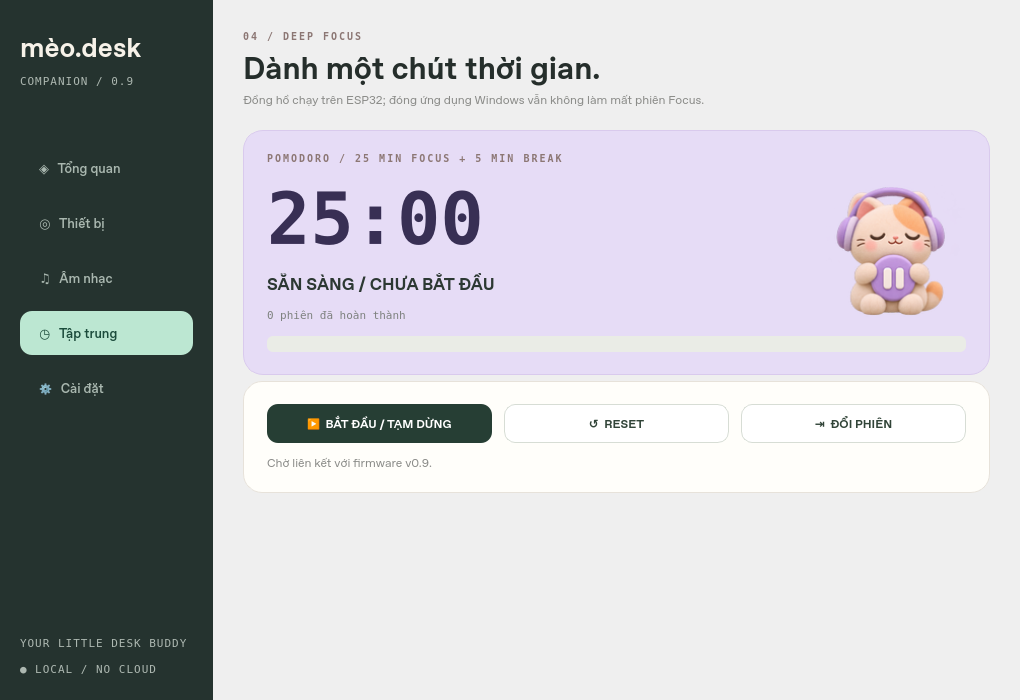 mèo.desk
COMPANION / 0.9
◈ Tổng quan
◎ Thiết bị
♫ Âm nhạc
◷ Tập trung
⚙️ Cài đặt
YOUR LITTLE DESK BUDDY
● LOCAL / NO CLOUD
04 / DEEP FOCUS
Dành một chút thời gian.
Đồng hồ chạy trên ESP32; đóng ứng dụng Windows vẫn không làm mất phiên Focus.
POMODORO / 25 MIN FOCUS + 5 MIN BREAK
25:00
SẴN SÀNG / CHƯA BẮT ĐẦU
0 phiên đã hoàn thành
▶️ BẮT ĐẦU / TẠM DỪNG
↺ RESET
⇥ ĐỔI PHIÊN
Chờ liên kết với firmware v0.9.